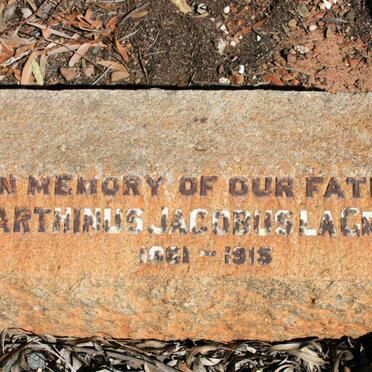 N MEMORY OF OUR FAT
ARTHINUS JACOBUS LAG
1861 - 1915